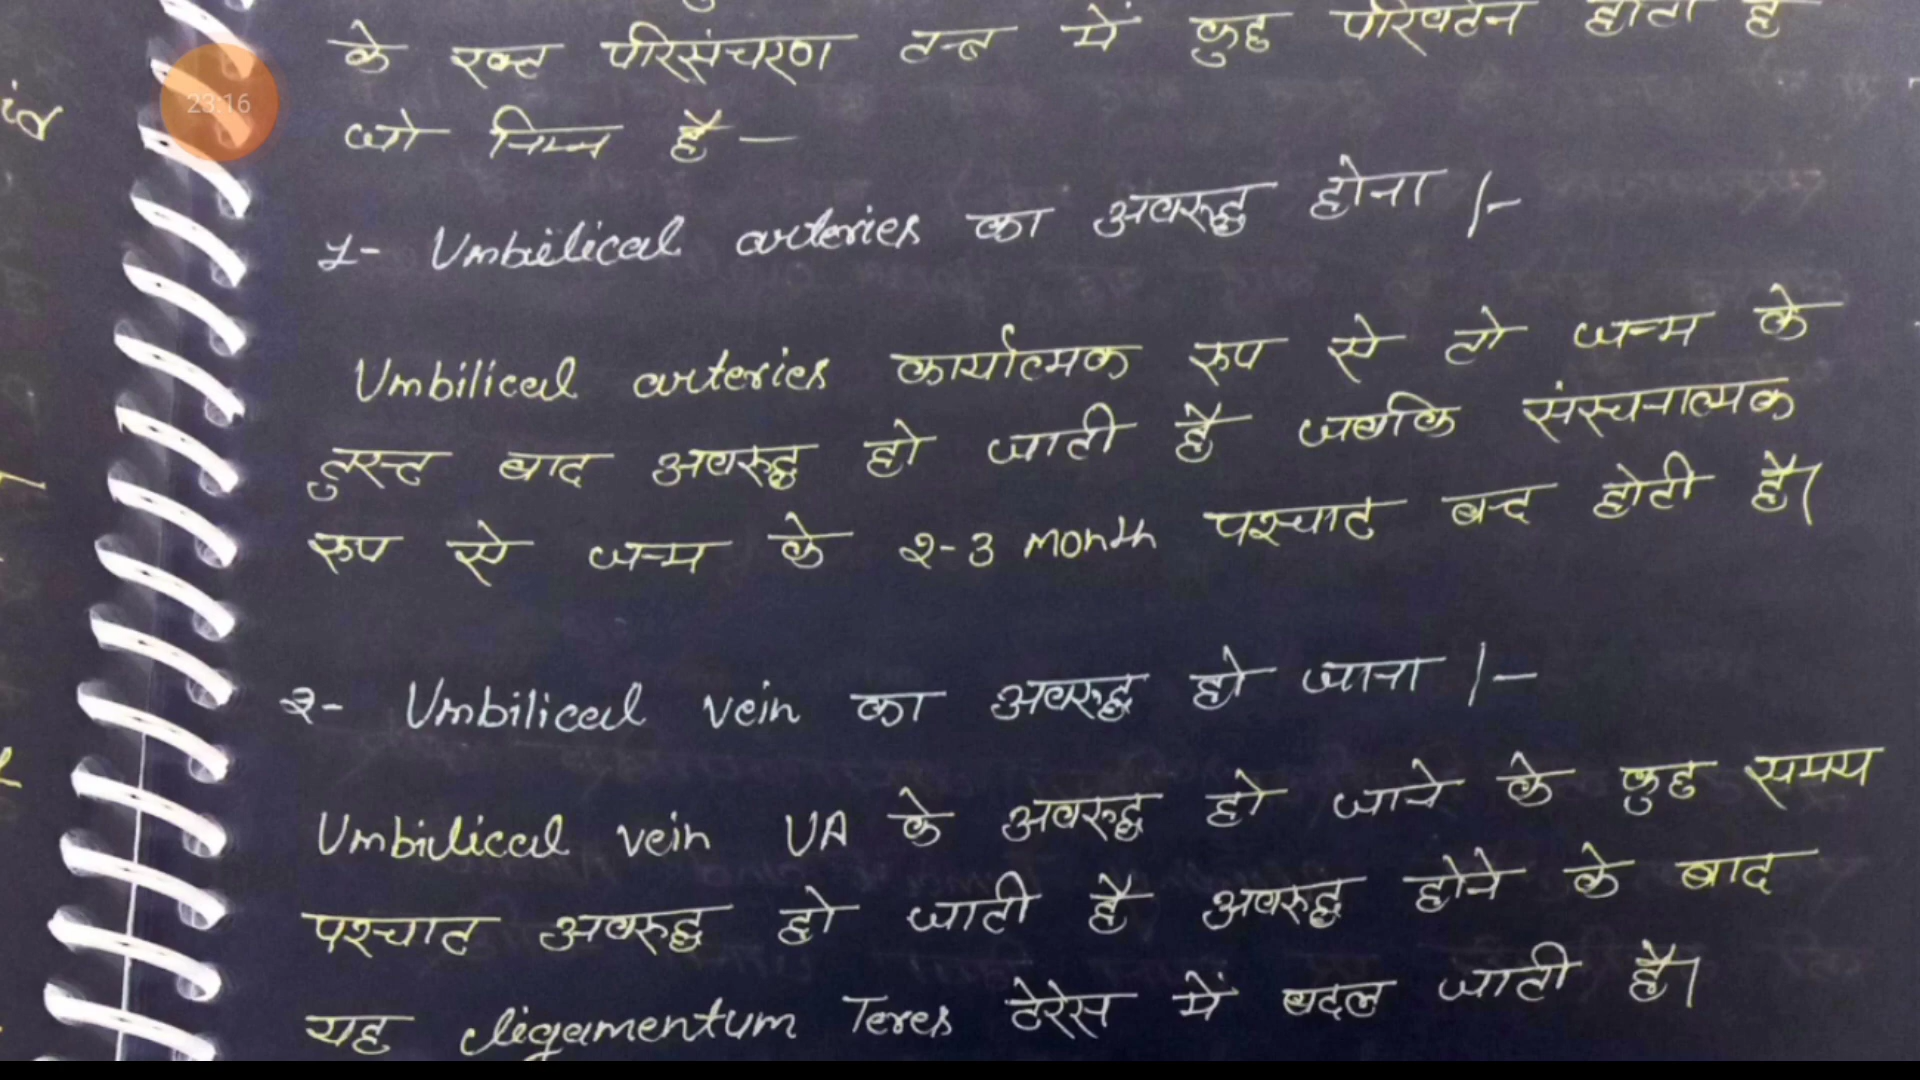 के रक्त परिसंचरण तन्त्र में कुछ परिवर्तन होता है
23:16
जो निम्न है -
1- Umbilical arteries का अवरुद्ध होना |-
Umbilical arteries कार्यात्मक रूप से तो जन्म के
तुरन्त बाद अवरुद्ध हो जाती है जबकि संरचनात्मक
रूप से जन्म के 2-3 month पश्चात बन्द होती है।
2- Umbilical vein का अवरुद्ध हो जाना |-
Umbilical vein UA के अवरुद्ध हो जाने के कुछ समय
पश्चात अवरुद्ध हो जाती है अवरुद्ध होने के बाद
यह ligamentum Teres टेरेस में बदल जाती है।